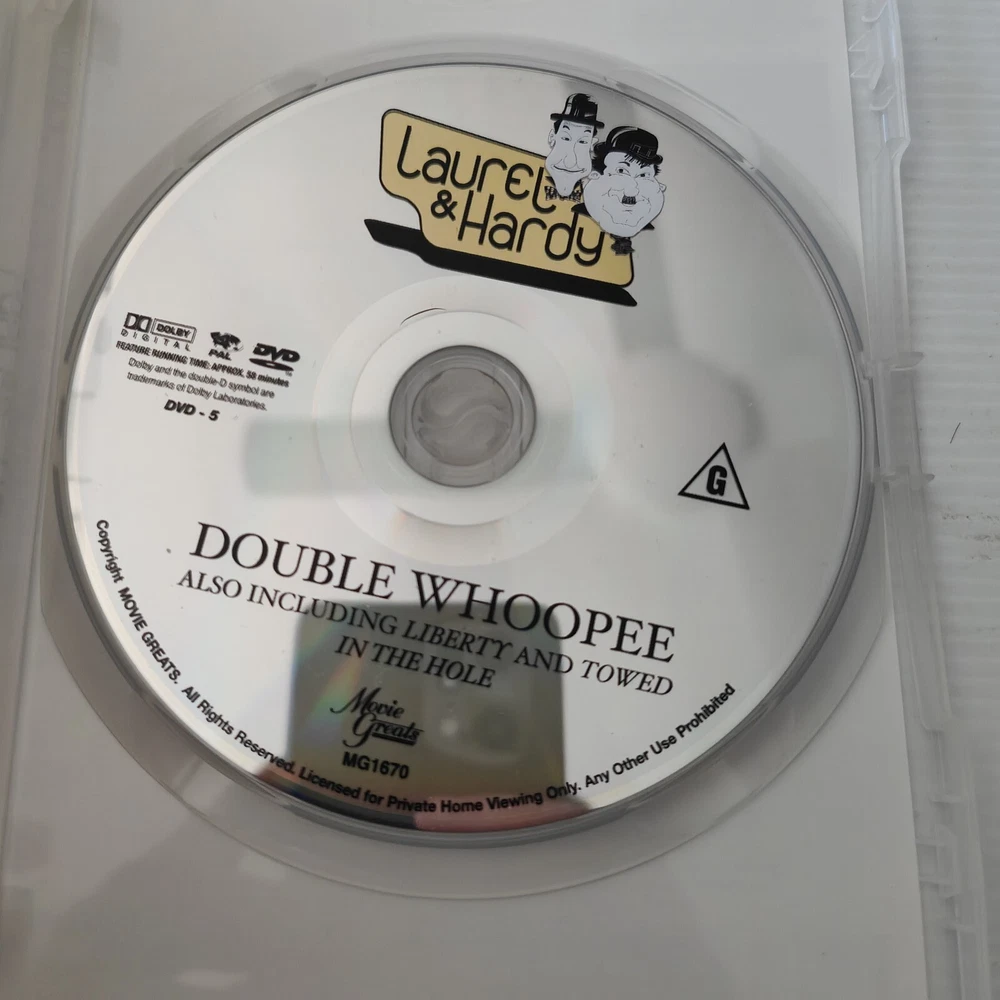 Laurel
& Hardy
DOLBY
DIGITAL
PAL
DVD
FEATURE RUNNING TIME: APPROX. 58 minutes
Dolby and the double-D symbol are
trademarks of Dolby Laboratories.
DVD - 5
G
DOUBLE WHOOPEE
ALSO INCLUDING LIBERTY AND TOWED
IN THE HOLE
Movie
Greats
MG1670
Copyright MOVIE GREATS. All Rights Reserved. Licensed for Private Home Viewing Only. Any Other Use Prohibited